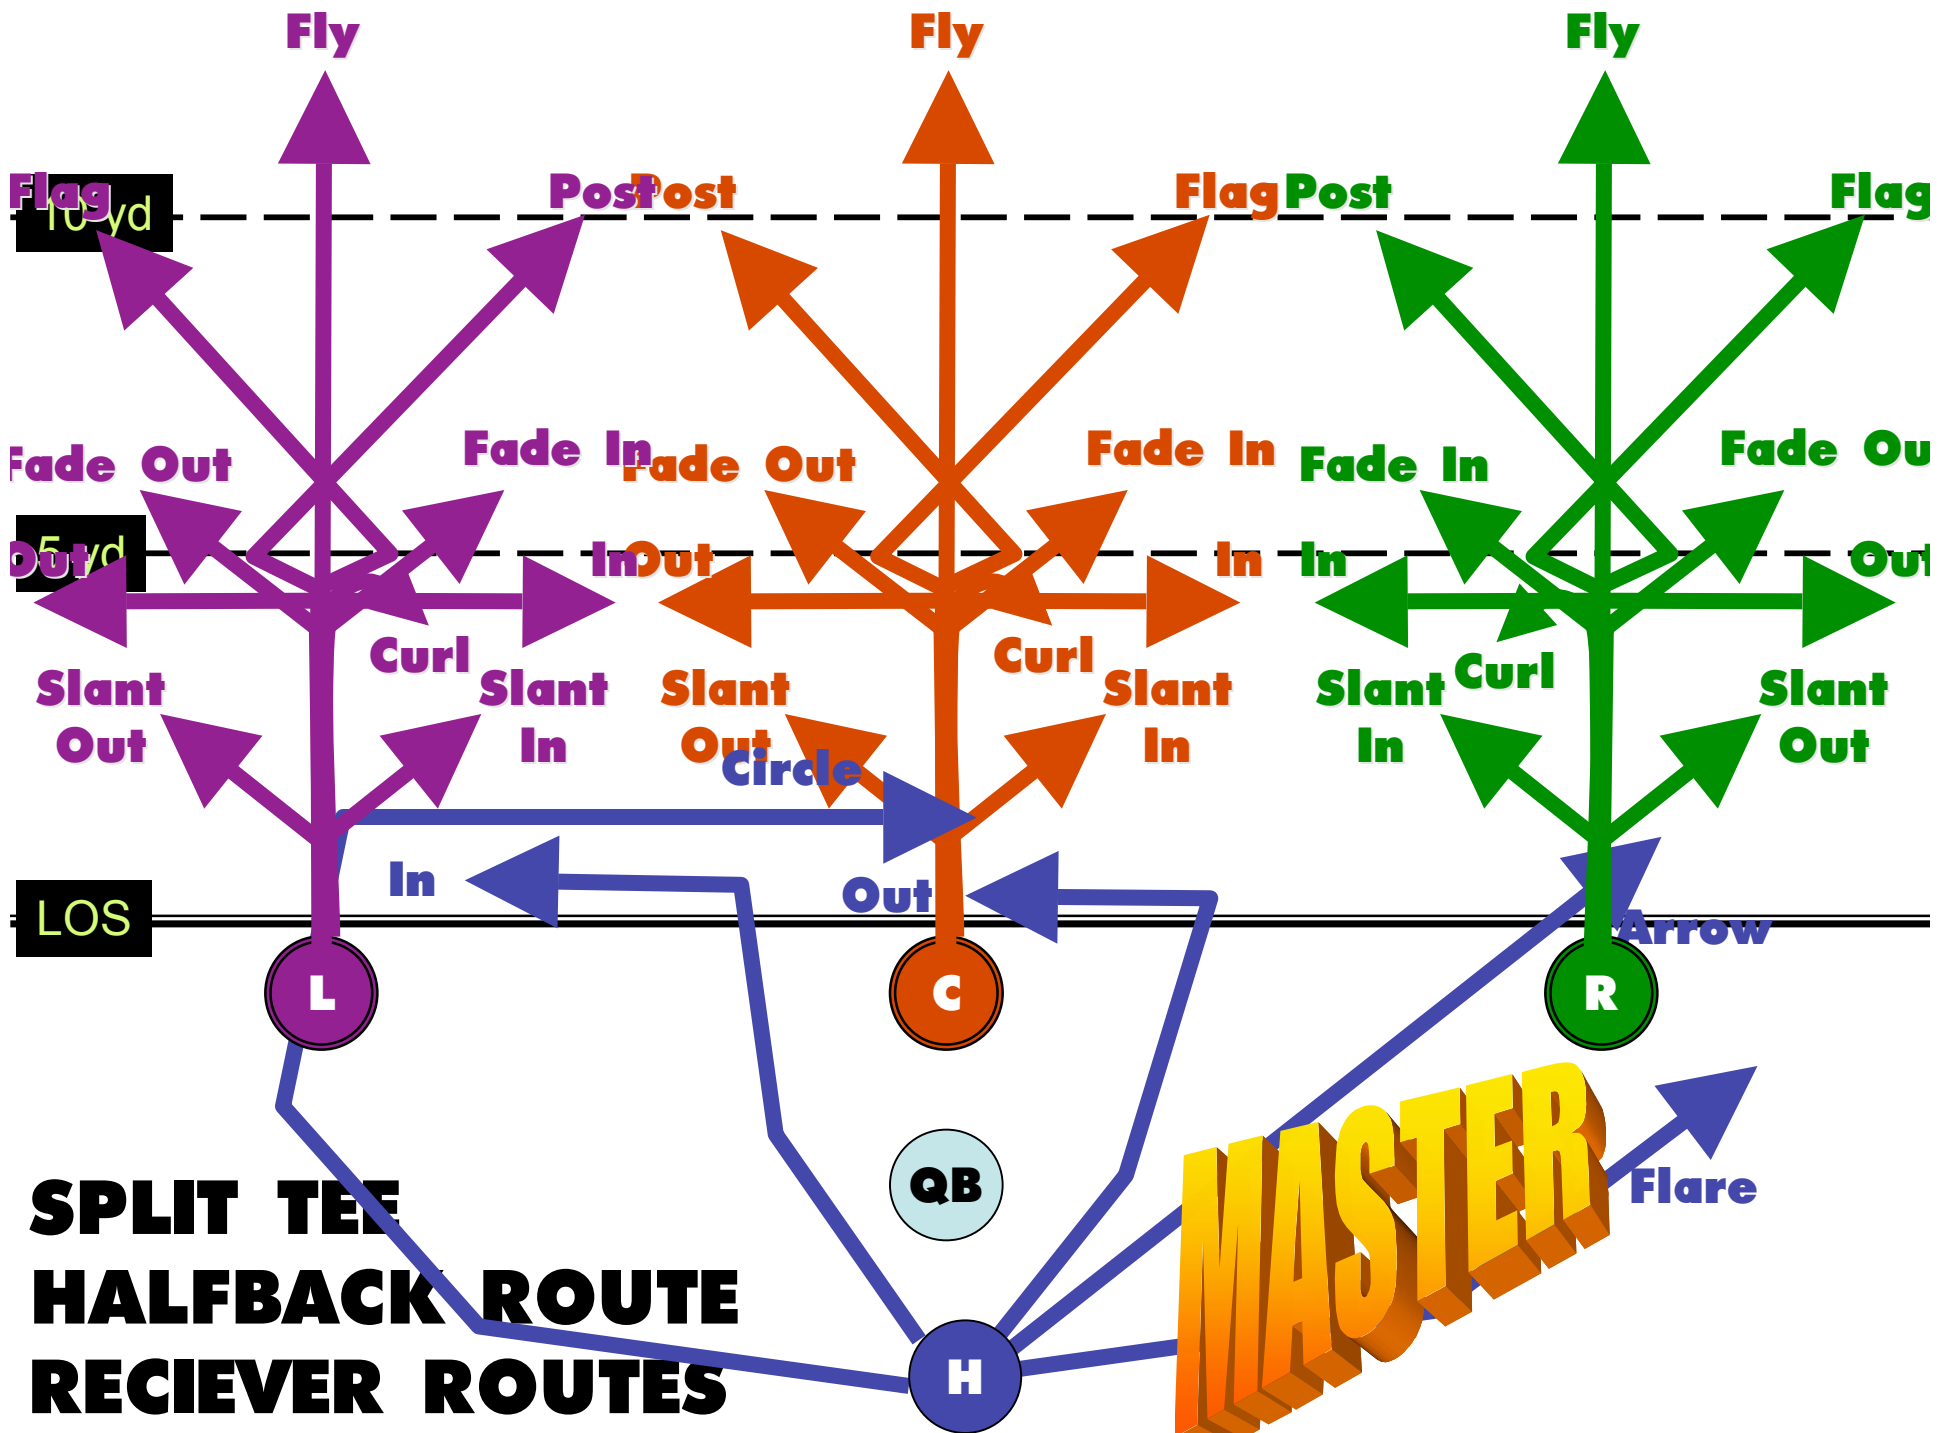 Fly
Fly
Fly
Flag
10 yd
Post
Post
Flag
Post
Flag
Fade Out
Fade In
Fade Out
Fade In
Fade In
Fade Ou
5 yd
Out
In
Out
In
In
Out
Curl
Curl
Curl
Slant
Out
Slant
In
Slant
Out
Slant
In
Slant
In
Slant
Out
Circle
In
Out
LOS
Arrow
L
C
R
QB
Flare
MASTER
SPLIT TEE
HALFBACK ROUTE
RECIEVER ROUTES
H